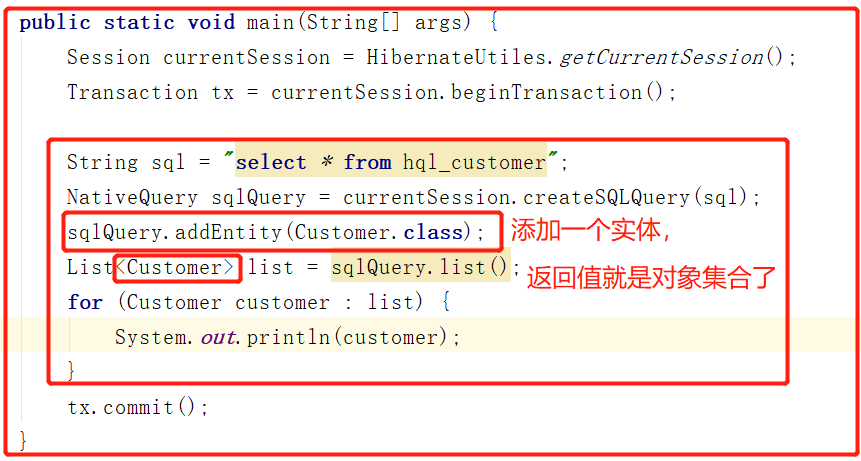 public static void main(String[] args) {
Session currentSession = HibernateUtiles.getCurrentSession();
Transaction tx = currentSession.beginTransaction();
String sql = "select * from hql_customer";
NativeQuery sqlQuery = currentSession.createSQLQuery(sql);
sqlQuery.addEntity(Customer.class); 添加一个实体，
List<Customer> list = sqlQuery.list(); 返回值就是对象集合了
for (Customer customer : list) {
System.out.println(customer);
}
tx.commit();
}